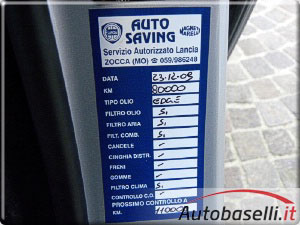 AUTO
SAVING
MAGNETI
MARELLI
Servizio Autorizzato Lancia
ZOCCA (MO) ☎ 059/986248
DATA 23.12.09
KM 80000
TIPO OLIO EDGE
FILTRO OLIO Si
FILTRO ARIA Si
FILT. COMB. Si
CANDELE -
CINGHIA DISTR. -
FRENI -
GOMME -
FILTRO CLIMA Si
CONTROLLO C.O.
PROSSIMO CONTROLLO A
KM.
Autobaselli.it